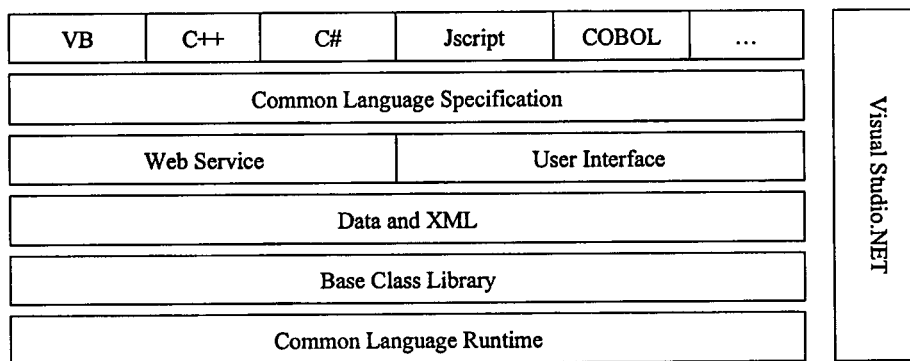 VB C++ C# Jscript COBOL …
Common Language Specification
Web Service User Interface
Data and XML
Base Class Library
Common Language Runtime
Visual Studio.NET